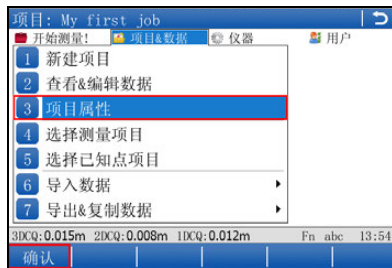 项目: My first job
开始测量! 项目&数据 仪器 用户
1 新建项目
2 查看&编辑数据
3 项目属性
4 选择测量项目
5 选择已知点项目
6 导入数据
7 导出&复制数据
3DCQ:0.015m 2DCQ:0.008m 1DCQ:0.012m Fn abc 13:54
确认